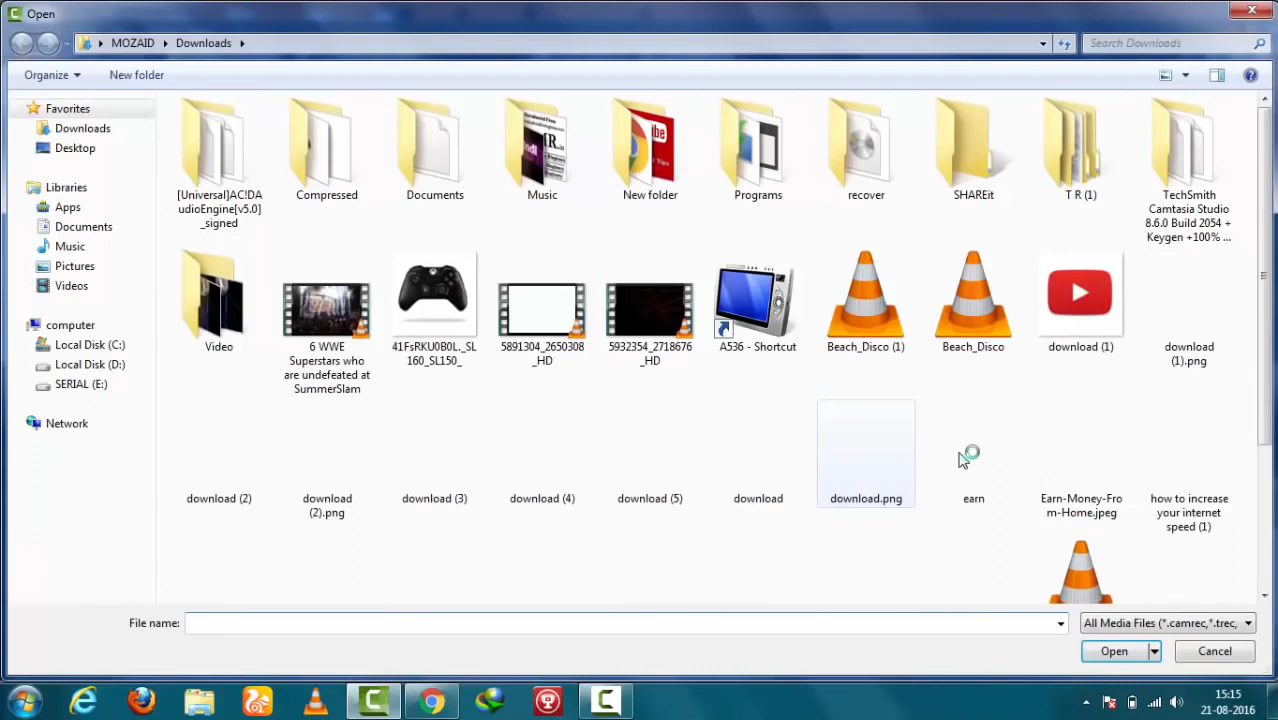 Open
MOZAID
Downloads
Search Downloads
Organize
New folder
Favorites
Downloads
Desktop
Libraries
Apps
Documents
Music
Pictures
Videos
computer
Local Disk (C:)
Local Disk (D:)
SERIAL (E:)
Network
[Universal]AC!DA
udioEngine[v5.0]
_signed
Compressed
Documents
Music
New folder
Programs
recover
SHAREit
T R (1)
TechSmith
Camtasia Studio
8.6.0 Build 2054 +
Keygen +100% ...
Video
6 WWE
Superstars who
are undefeated at
SummerSlam
41FsRKU0B0L._SL
160_SL150_
5891304_2650308
_HD
5932354_2718676
_HD
A536 - Shortcut
Beach_Disco (1)
Beach_Disco
download (1)
download
(1).png
download (2)
download
(2).png
download (3)
download (4)
download (5)
download
download.png
earn
Earn-Money-Fro
m-Home.jpeg
how to increase
your internet
speed (1)
File name:
All Media Files (*.camrec,*.trec,
Open
Cancel
15:15
21-08-2016